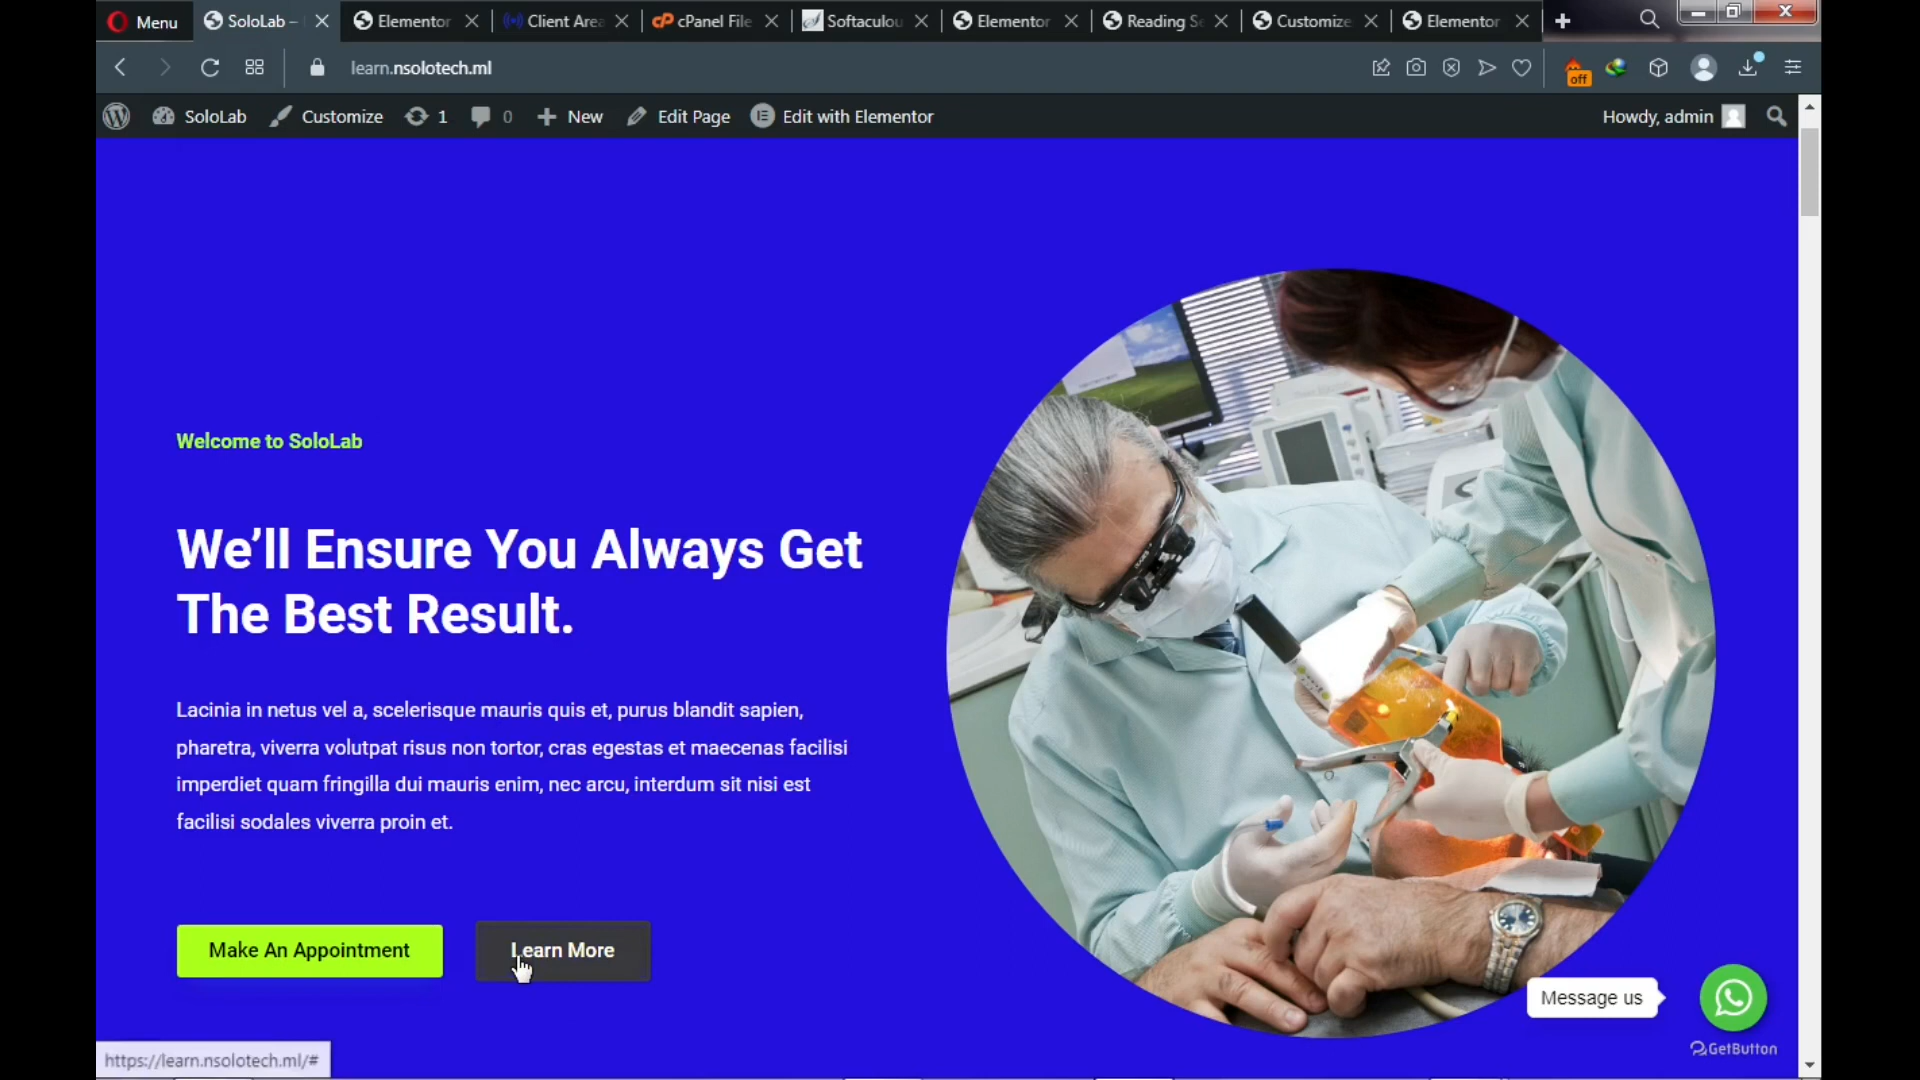 Menu
SoloLab –
Elementor
Client Area
cPanel File
Softaculou
Elementor
Reading Se
Customize
Elementor
learn.nsolotech.ml
off
SoloLab
Customize
1
0
New
Edit Page
Edit with Elementor
Howdy, admin
Welcome to SoloLab
We’ll Ensure You Always Get
The Best Result.
Lacinia in netus vel a, scelerisque mauris quis et, purus blandit sapien,
pharetra, viverra volutpat risus non tortor, cras egestas et maecenas facilisi
imperdiet quam fringilla dui mauris enim, nec arcu, interdum sit nisi est
facilisi sodales viverra proin et.
Make An Appointment
Learn More
Message us
GetButton
https://learn.nsolotech.ml/#